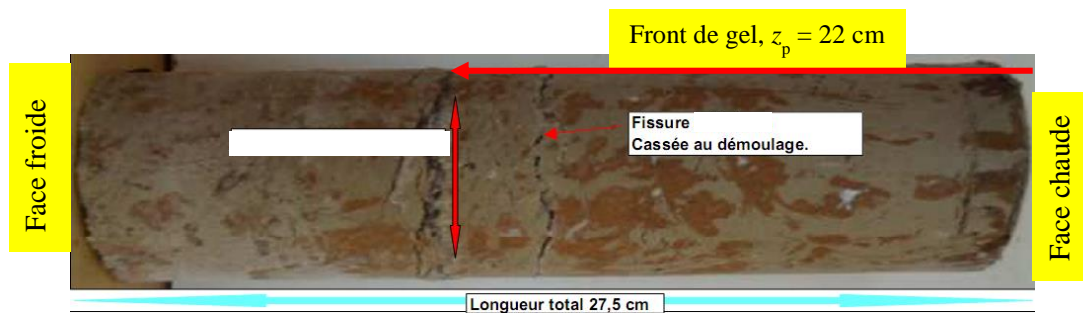 Front de gel, zp = 22 cm
Face froide
Fissure
Cassée au démoulage.
Face chaude
Longueur total 27,5 cm